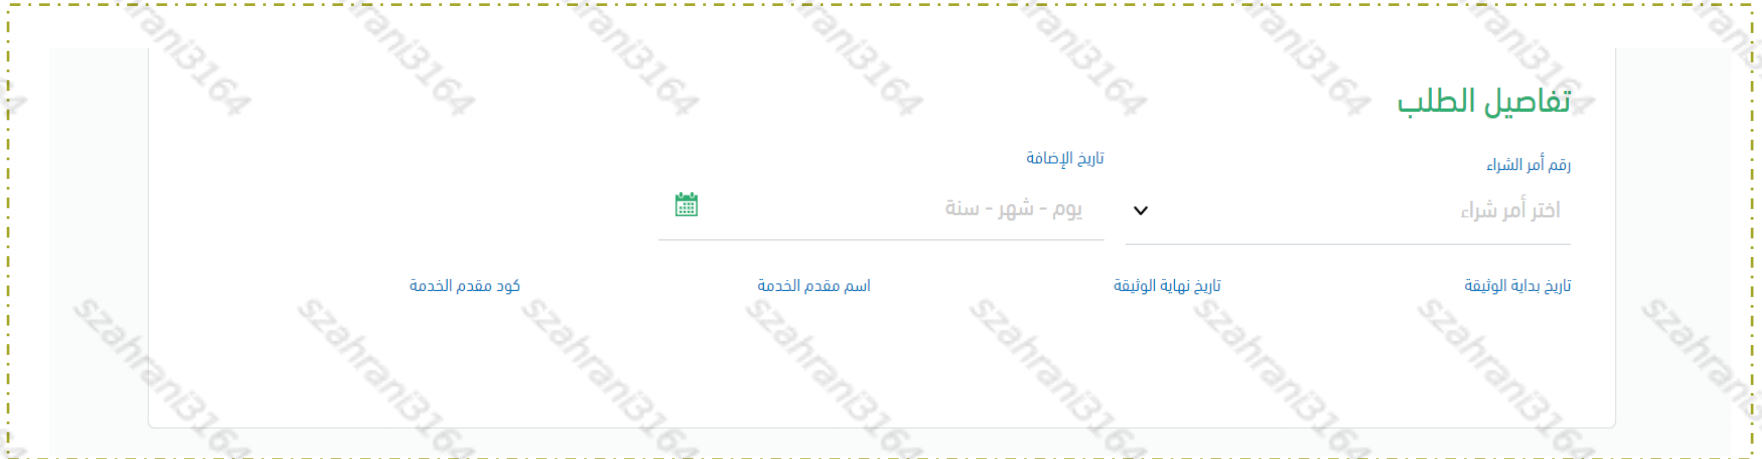 تفاصيل الطلب
رقم أمر الشراء
تاريخ الإضافة
اختر أمر شراء
يوم - شهر - سنة
تاريخ بداية الوثيقة
تاريخ نهاية الوثيقة
اسم مقدم الخدمة
كود مقدم الخدمة
szahrani3164